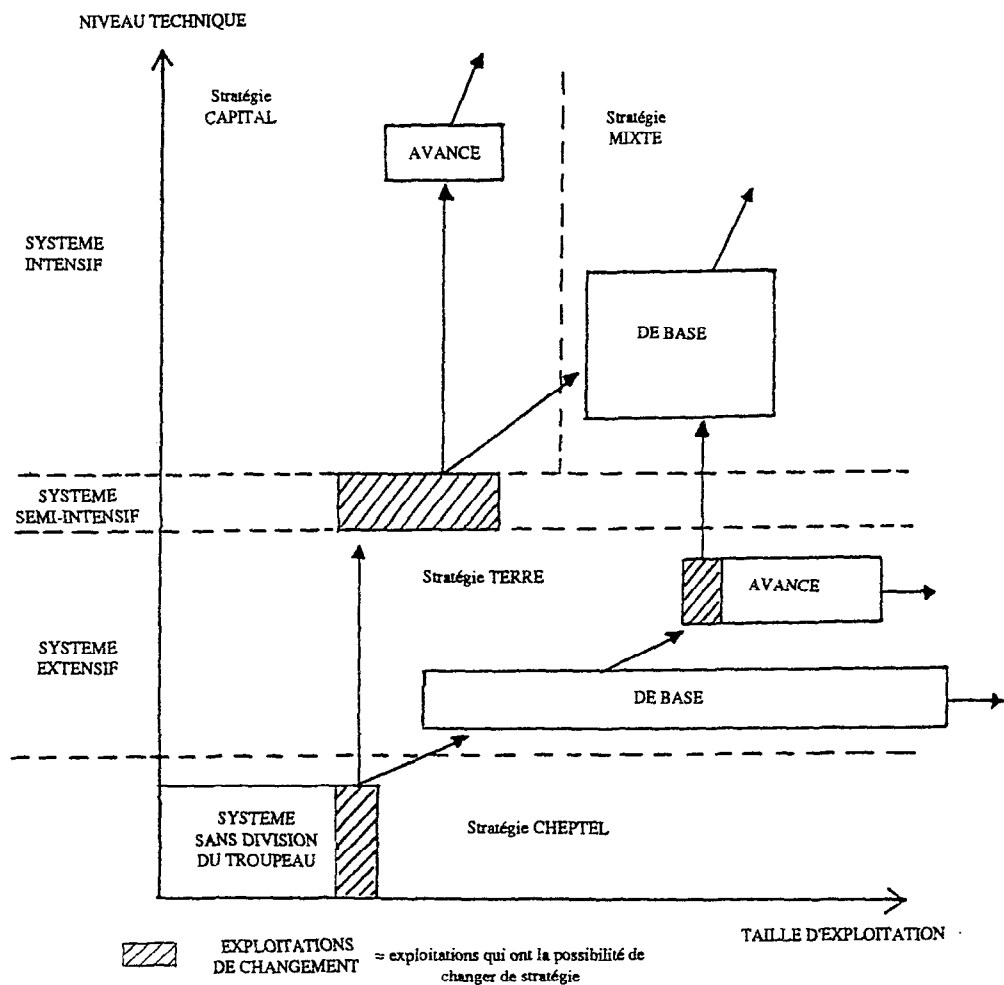 NIVEAU TECHNIQUE
Stratégie
CAPITAL
Stratégie
MIXTE
AVANCE
SYSTEME
INTENSIF
DE BASE
SYSTEME
SEMI-INTENSIF
Stratégie TERRE
AVANCE
SYSTEME
EXTENSIF
DE BASE
SYSTEME
SANS DIVISION
DU TROUPEAU
Stratégie CHEPTEL
TAILLE D'EXPLOITATION
EXPLOITATIONS
DE CHANGEMENT
= exploitations qui ont la possibilité de
changer de stratégie